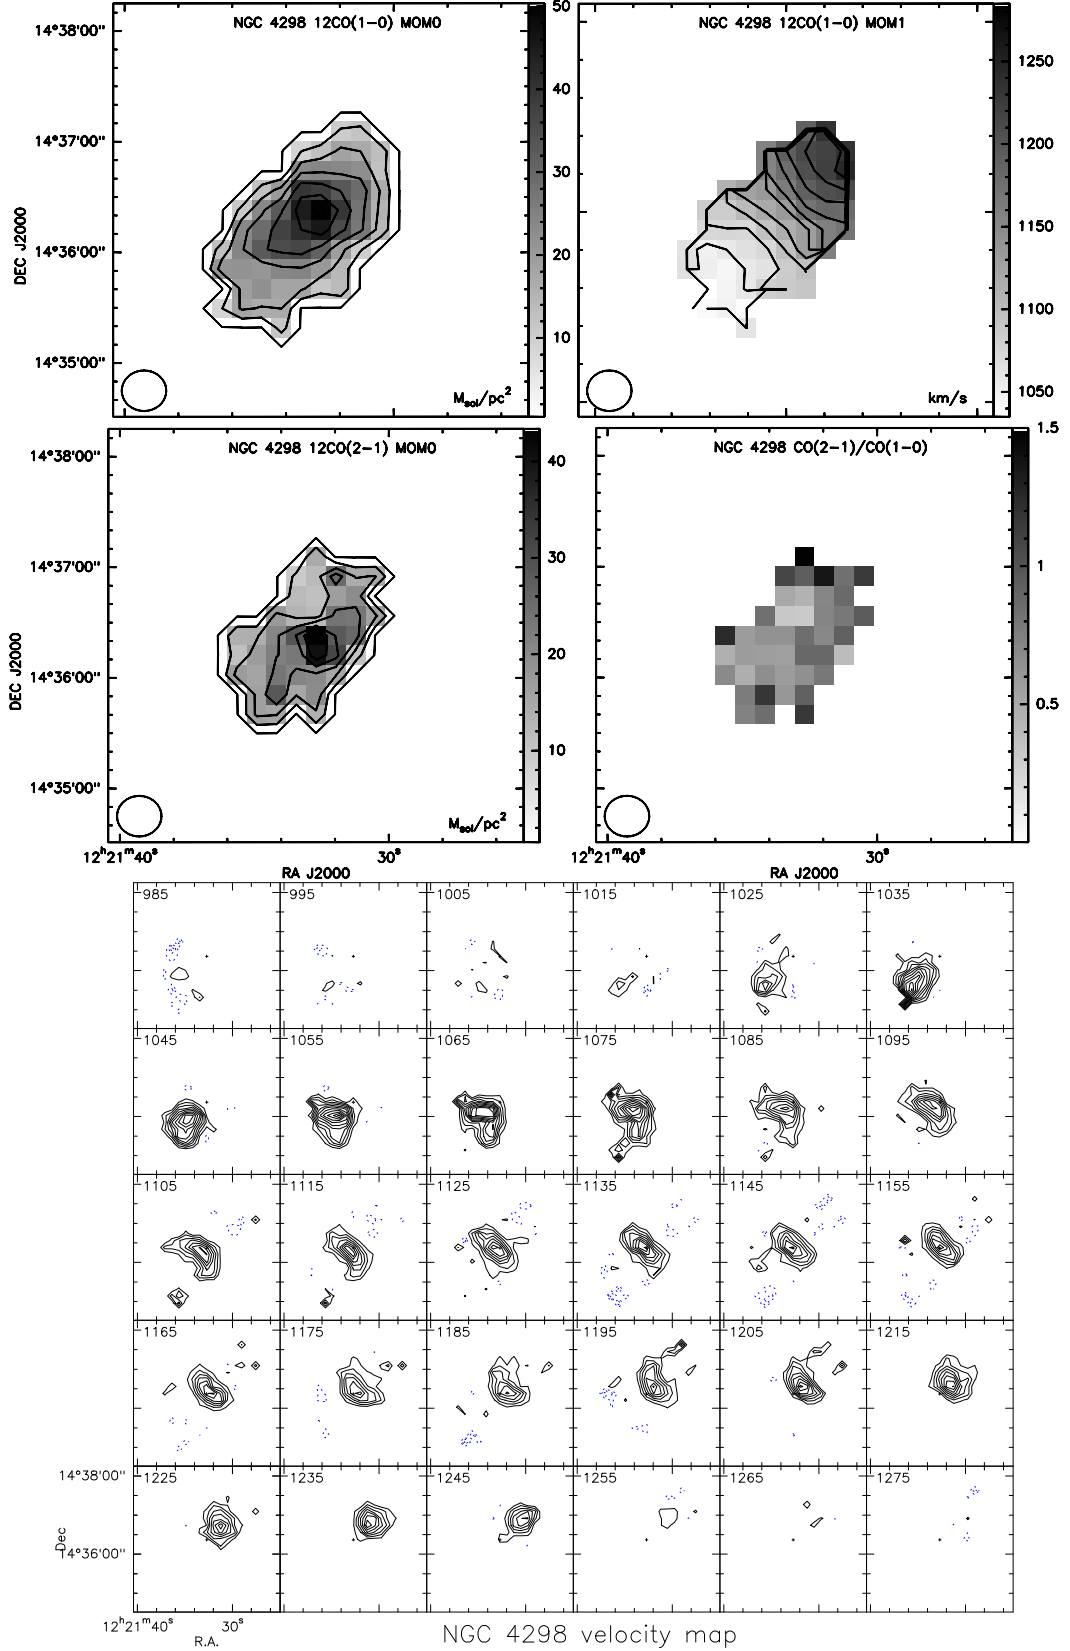 NGC 4298 12CO(1-0) MOM0
14°38'00"
14°37'00"
14°36'00"
14°35'00"
DEC J2000
M_sol/pc²
50
40
30
20
10
NGC 4298 12CO(1-0) MOM1
km/s
1250
1200
1150
1100
1050
NGC 4298 12CO(2-1) MOM0
14°38'00"
14°37'00"
14°36'00"
14°35'00"
DEC J2000
M_sol/pc²
40
30
20
10
12ʰ21ᵐ40ˢ
30ˢ
RA J2000
NGC 4298 CO(2-1)/CO(1-0)
1.5
1
0.5
12ʰ21ᵐ40ˢ
30ˢ
RA J2000
985 995 1005 1015 1025 1035
1045 1055 1065 1075 1085 1095
1105 1115 1125 1135 1145 1155
1165 1175 1185 1195 1205 1215
1225 1235 1245 1255 1265 1275
14°38'00"
Dec
14°36'00"
12ʰ21ᵐ40ˢ
30ˢ
R.A.
NGC 4298 velocity map